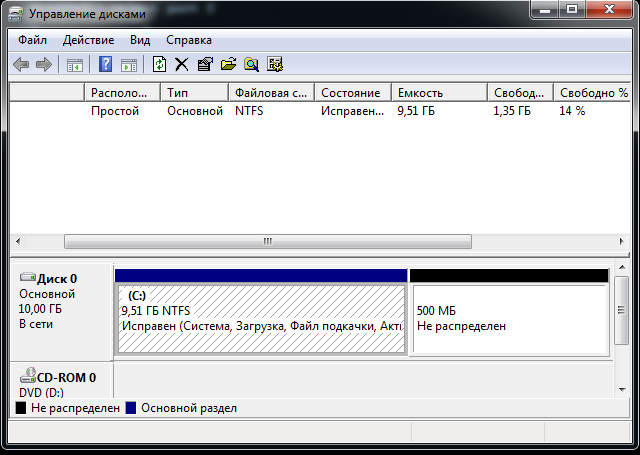 Управление дисками
Файл Действие Вид Справка
Располо... Тип Файловая с... Состояние Емкость Свобод... Свободно %
Простой Основной NTFS Исправен... 9,51 ГБ 1,35 ГБ 14 %
Диск 0
Основной
10,00 ГБ
В сети
(C:)
9,51 ГБ NTFS
Исправен (Система, Загрузка, Файл подкачки, Акти
500 МБ
Не распределен
CD-ROM 0
DVD (D:)
Не распределен Основной раздел